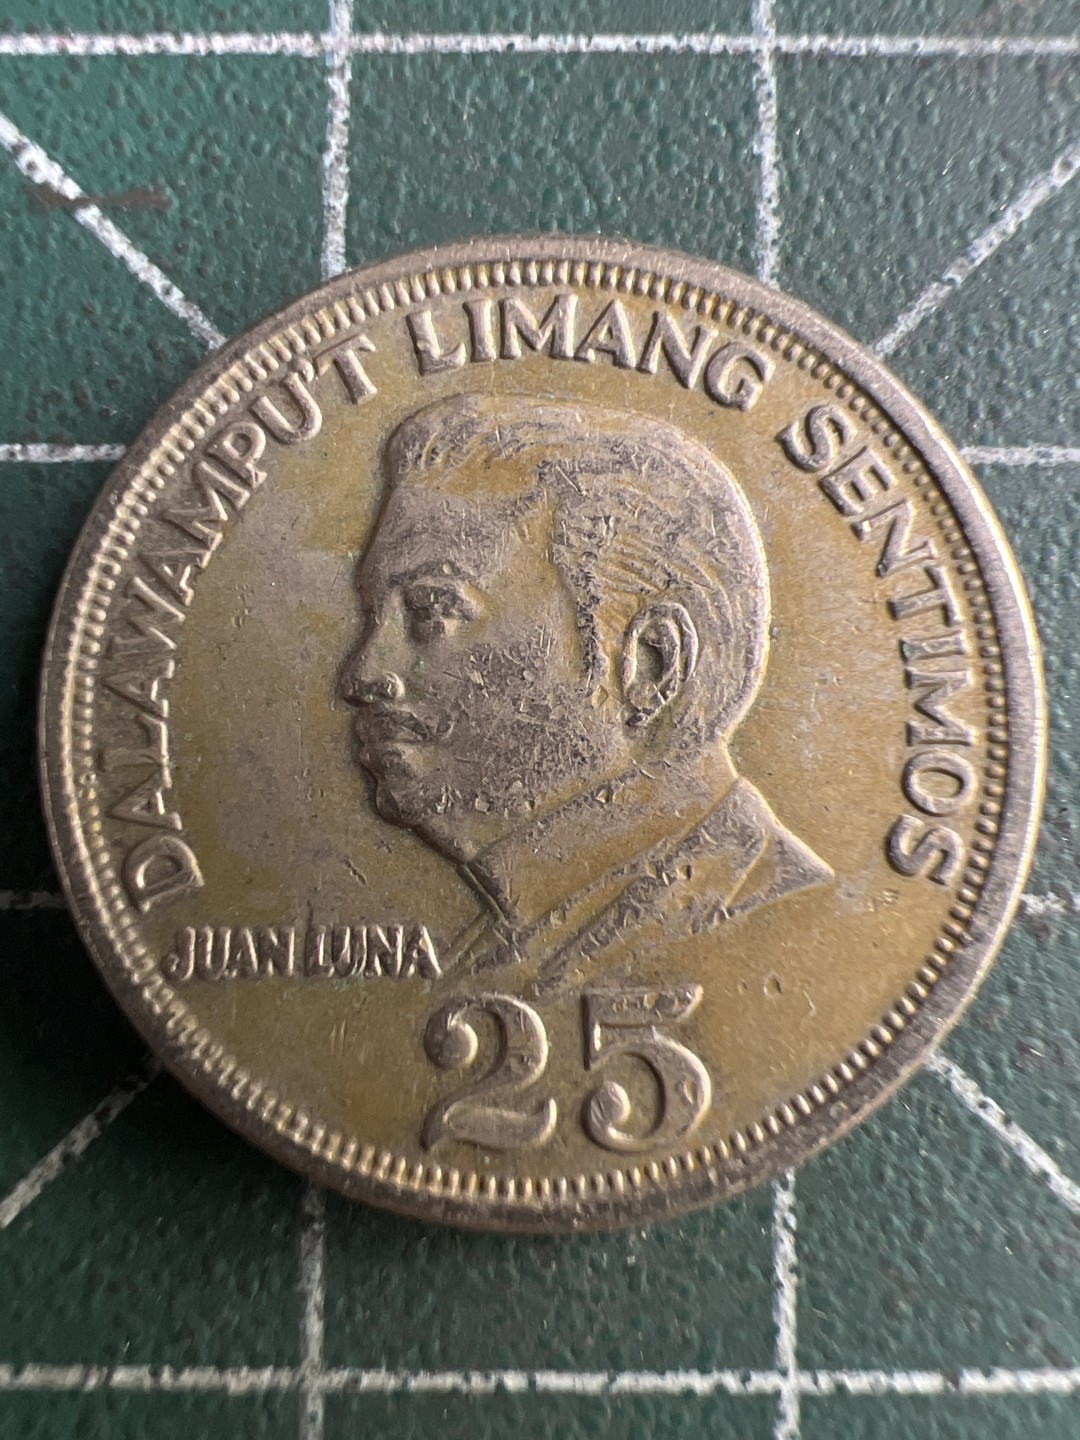 DALAWAMPU'T LIMANG SENTIMOS
JUAN LUNA
25